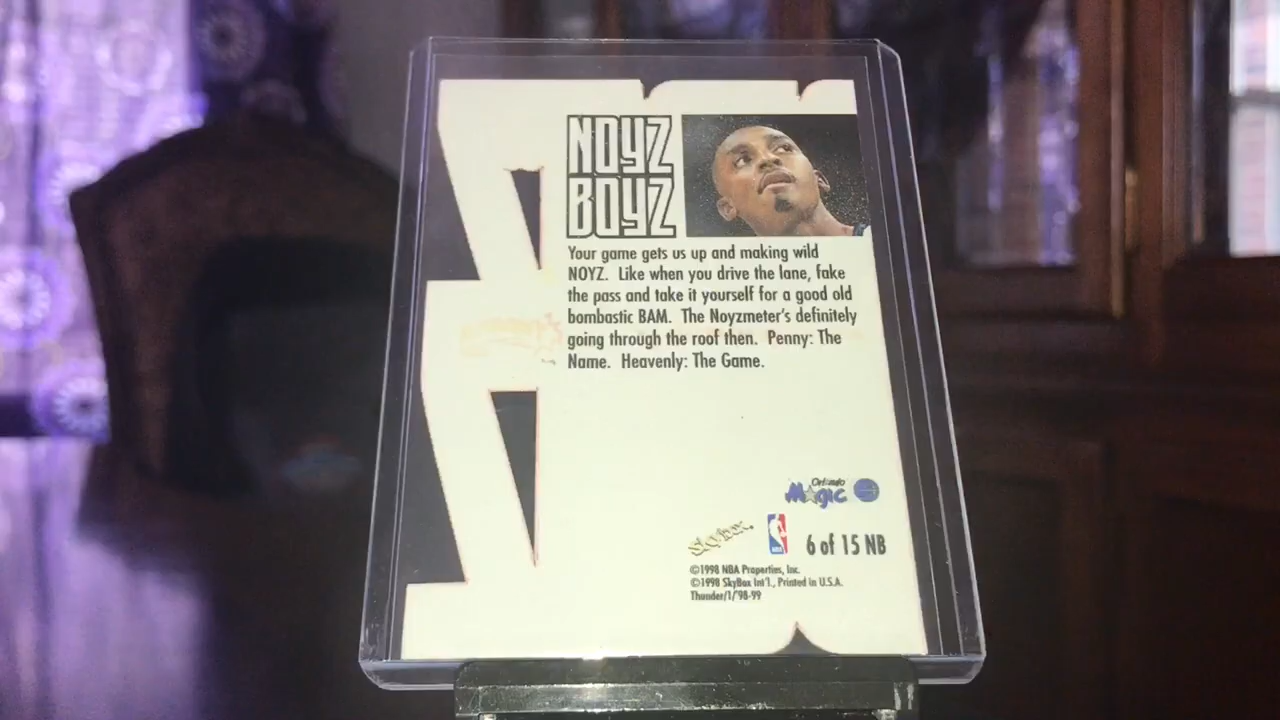 NOYZ
BOYZ
Your game gets us up and making wild
NOYZ. Like when you drive the lane, fake
the pass and take it yourself for a good old
bombastic BAM. The Noyzmeter's definitely
going through the roof then. Penny: The
Name. Heavenly: The Game.
Orlando
Magic
SkyBox
NBA
6 of 15 NB
©1998 NBA Properties, Inc.
©1998 SkyBox Int'l., Printed in U.S.A.
Thunder/1/'98-99